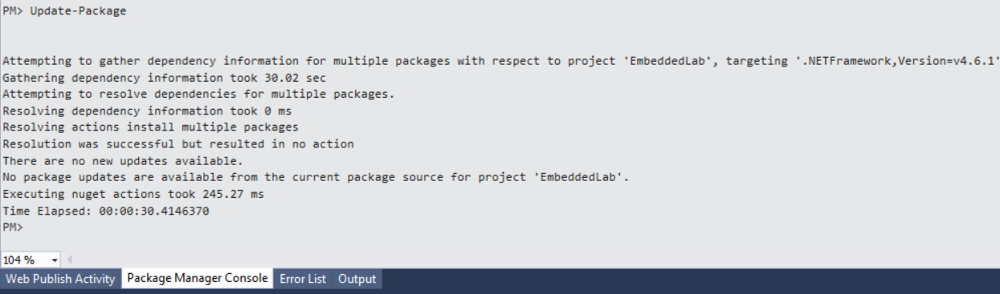 PM> Update-Package
Attempting to gather dependency information for multiple packages with respect to project 'EmbeddedLab', targeting '.NETFramework,Version=v4.6.1'
Gathering dependency information took 30.02 sec
Attempting to resolve dependencies for multiple packages.
Resolving dependency information took 0 ms
Resolving actions install multiple packages
Resolution was successful but resulted in no action
There are no new updates available.
No package updates are available from the current package source for project 'EmbeddedLab'.
Executing nuget actions took 245.27 ms
Time Elapsed: 00:00:30.4146370
PM>
104 %
Web Publish Activity Package Manager Console Error List Output